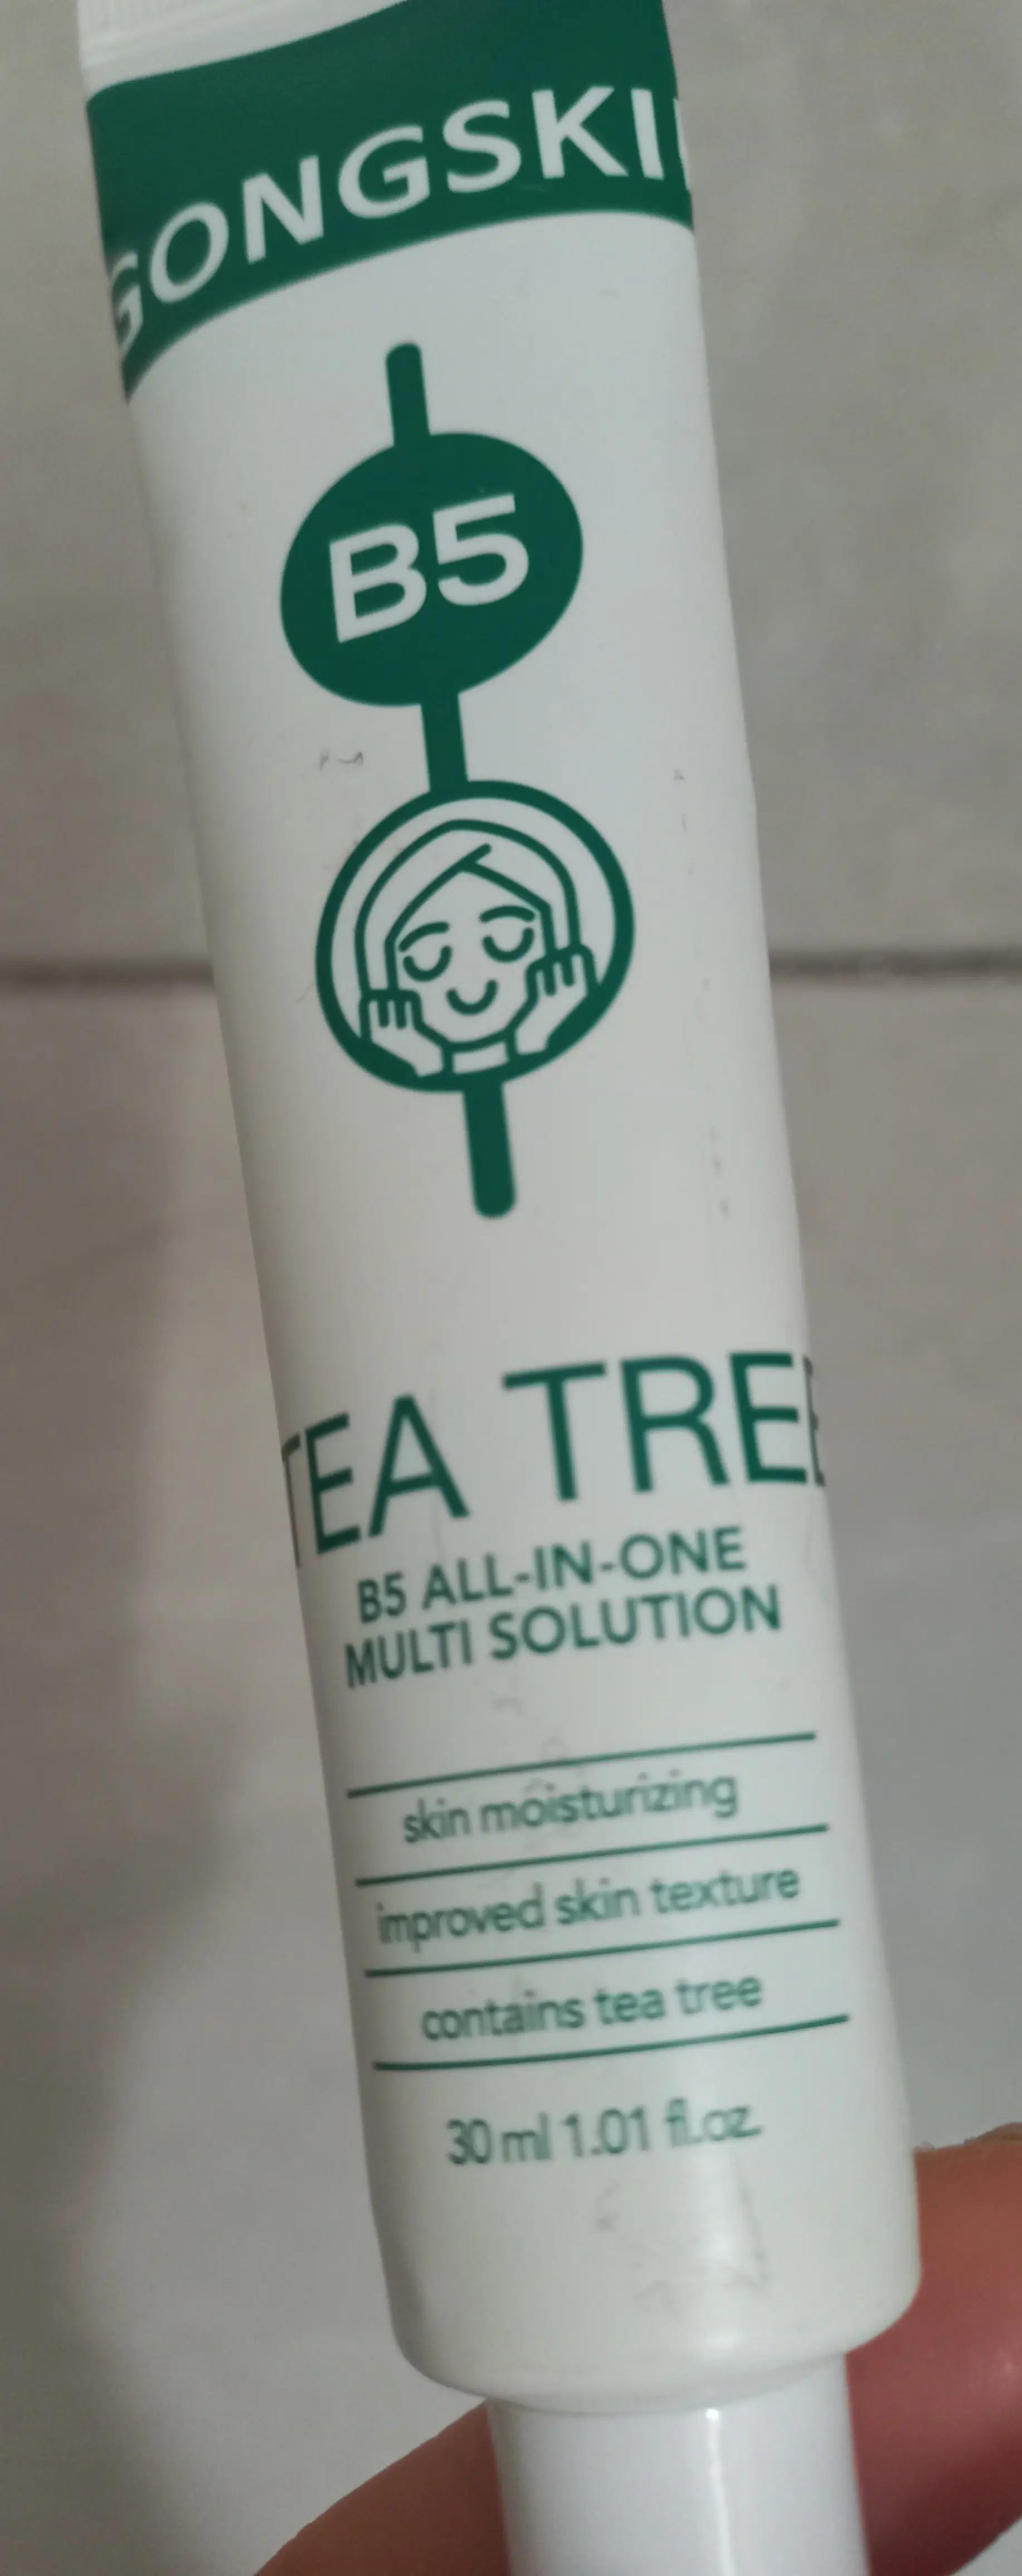 GONGSKI
B5
TEA TREE
B5 ALL-IN-ONE
MULTI SOLUTION
skin moisturizing
improved skin texture
contains tea tree
30 ml 1.01 fl.oz.